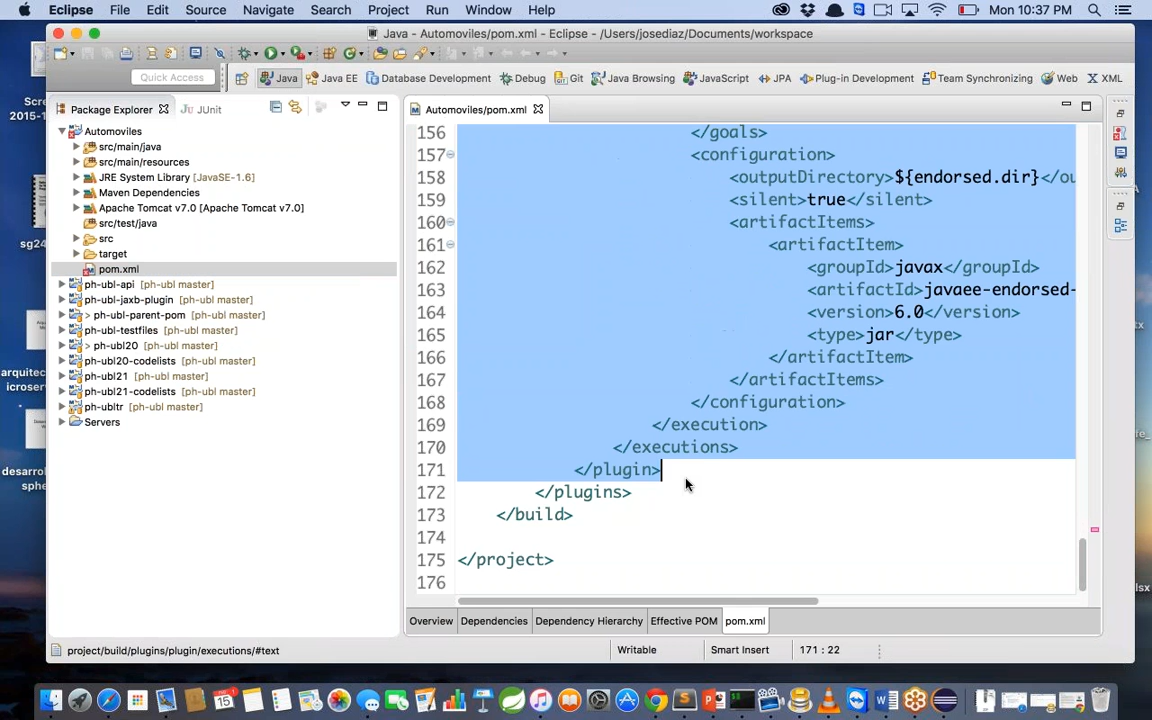 Eclipse File Edit Source Navigate Search Project Run Window Help Mon 10:37 PM
Java - Automoviles/pom.xml - Eclipse - /Users/josediaz/Documents/workspace
Quick Access Java Java EE Database Development Debug Git Java Browsing JavaScript JPA Plug-in Development Team Synchronizing Web XML
Package Explorer JUnit
Automoviles/pom.xml
Automoviles
src/main/java
src/main/resources
JRE System Library [JavaSE-1.6]
Maven Dependencies
Apache Tomcat v7.0 [Apache Tomcat v7.0]
src/test/java
src
target
pom.xml
ph-ubl-api [ph-ubl master]
ph-ubl-jaxb-plugin [ph-ubl master]
> ph-ubl-parent-pom [ph-ubl master]
ph-ubl-testfiles [ph-ubl master]
> ph-ubl20 [ph-ubl master]
ph-ubl20-codelists [ph-ubl master]
ph-ubl21 [ph-ubl master]
ph-ubl21-codelists [ph-ubl master]
ph-ubltr [ph-ubl master]
Servers
156 </goals>
157 <configuration>
158 <outputDirectory>${endorsed.dir}</ou
159 <silent>true</silent>
160 <artifactItems>
161 <artifactItem>
162 <groupId>javax</groupId>
163 <artifactId>javaee-endorsed-
164 <version>6.0</version>
165 <type>jar</type>
166 </artifactItem>
167 </artifactItems>
168 </configuration>
169 </execution>
170 </executions>
171 </plugin>
172 </plugins>
173 </build>
174
175 </project>
176
Overview Dependencies Dependency Hierarchy Effective POM pom.xml
project/build/plugins/plugin/executions/#text Writable Smart Insert 171 : 22
Scre
2015-1
sg24
arquitec
icroserv
desarrol
sphe